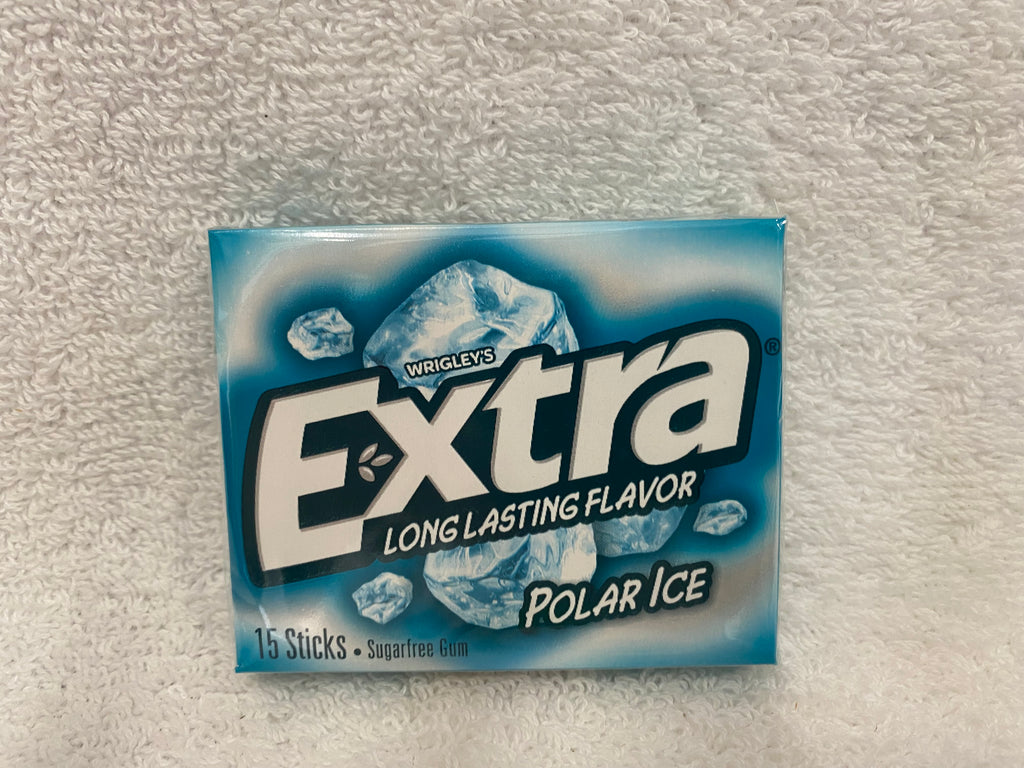 WRIGLEY'S
Extra®
LONG LASTING FLAVOR
POLAR ICE
15 Sticks • Sugarfree Gum